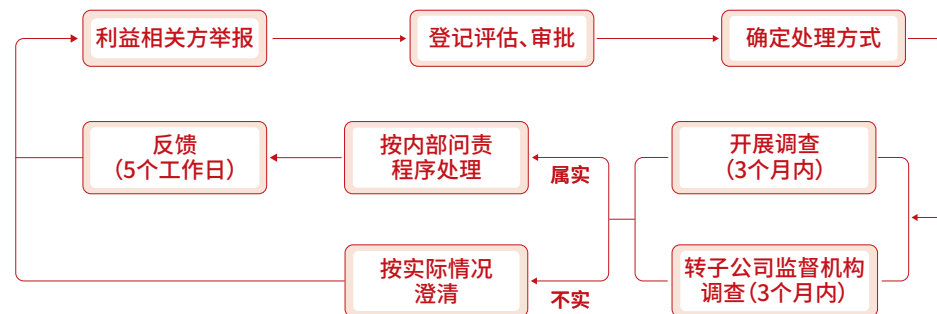 利益相关方举报
登记评估、审批
确定处理方式
反馈
（5个工作日）
按内部问责
程序处理
属实
开展调查
（3个月内）
按实际情况
澄清
不实
转子公司监督机构
调查（3个月内）